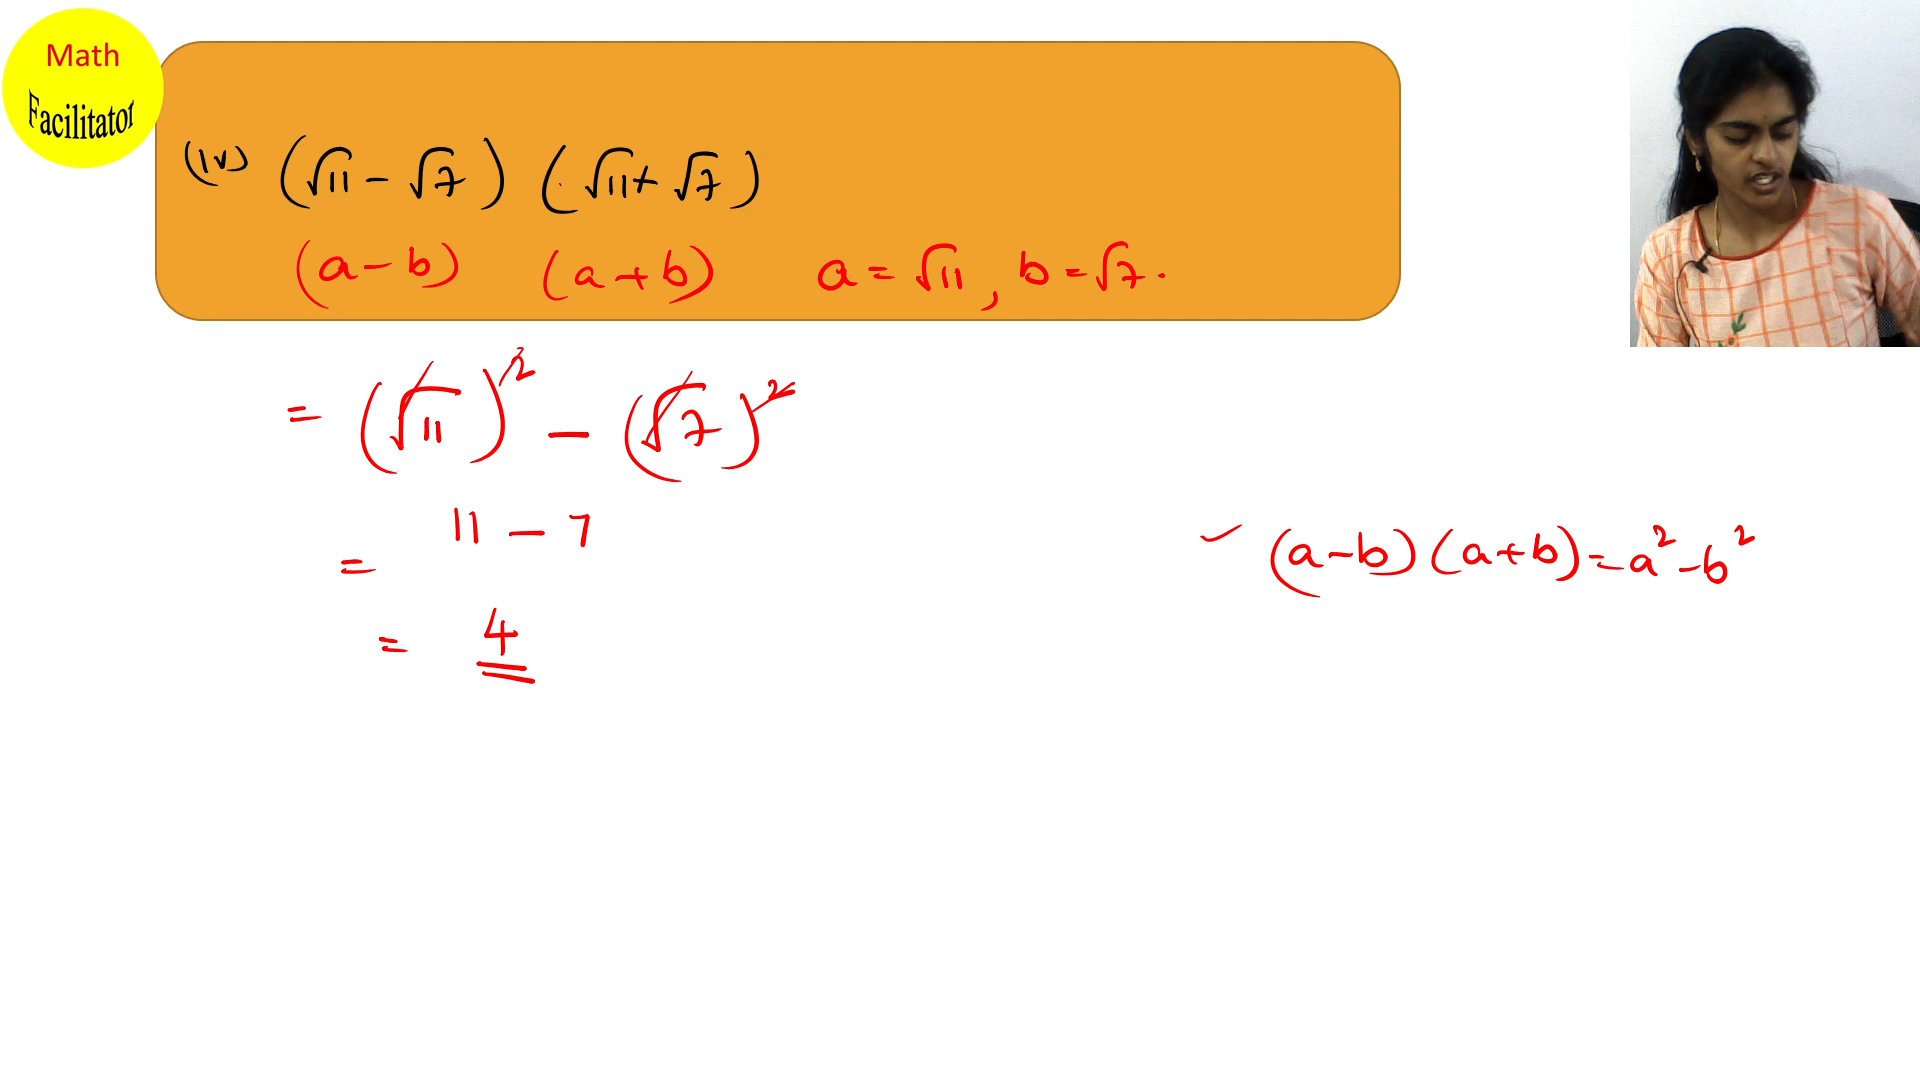 Math
Facilitator
(iv) (√11 - √7) (√11 + √7)
(a - b) (a + b) a = √11, b = √7.
= (√11)² - (√7)²
= 11 - 7
= 4
(a-b)(a+b) = a² - b²